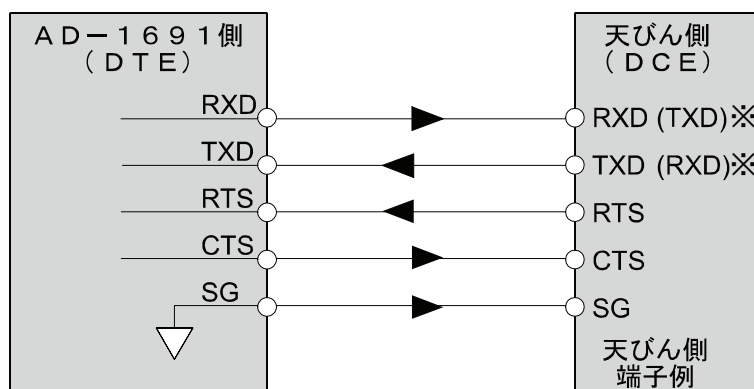 ＡＤ－１６９１側
（ＤＴＥ）
天びん側
（ＤＣＥ）
RXD
RXD (TXD)※
TXD
TXD (RXD)※
RTS
RTS
CTS
CTS
SG
SG
天びん側
端子例